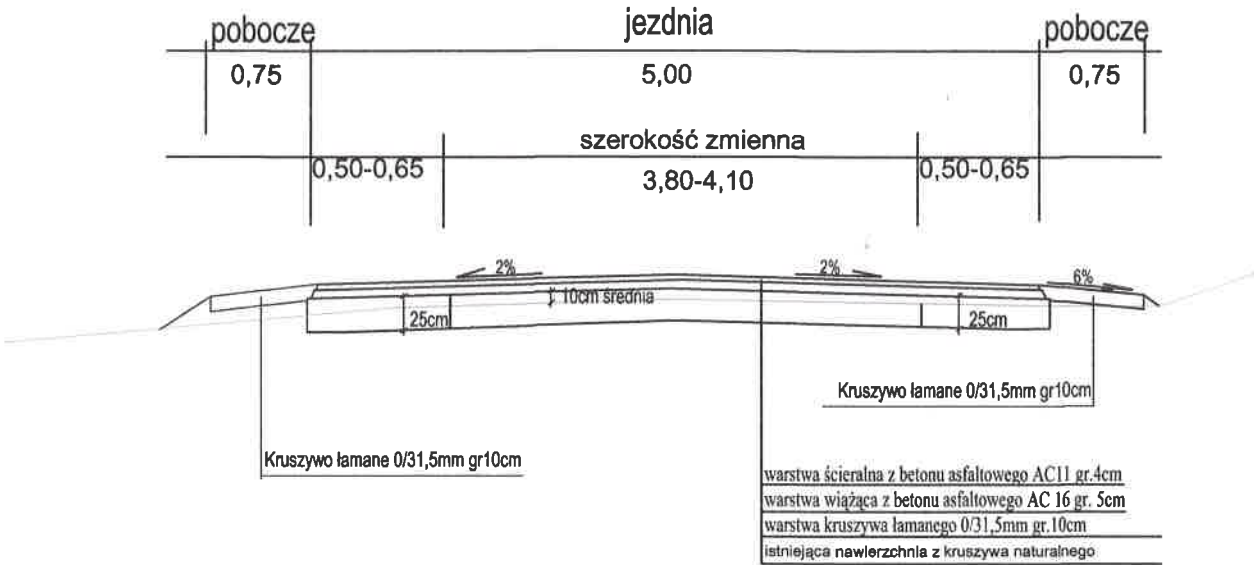 pobocze
jezdnia
pobocze
0,75
5,00
0,75
szerokość zmienna
0,50-0,65
3,80-4,10
0,50-0,65
2%
2%
6%
10cm średnia
25cm
25cm
Kruszywo łamane 0/31,5mm gr10cm
Kruszywo łamane 0/31,5mm gr10cm
warstwa ścieralna z betonu asfaltowego AC11 gr.4cm
warstwa wiążąca z betonu asfaltowego AC 16 gr. 5cm
warstwa kruszywa łamanego 0/31,5mm gr.10cm
istniejąca nawierzchnia z kruszywa naturalnego